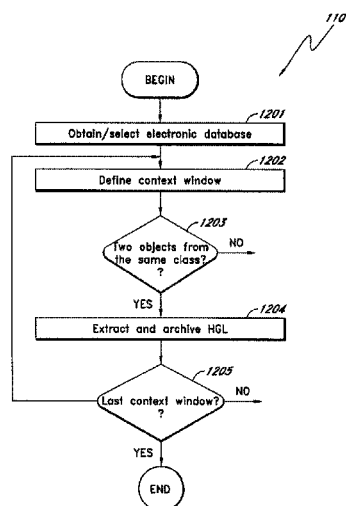 110
BEGIN
1201
Obtain/select electronic database
1202
Define context window
1203
Two objects from
the same class?
?
NO
YES
1204
Extract and archive HGL
1205
Last context window?
?
NO
YES
END